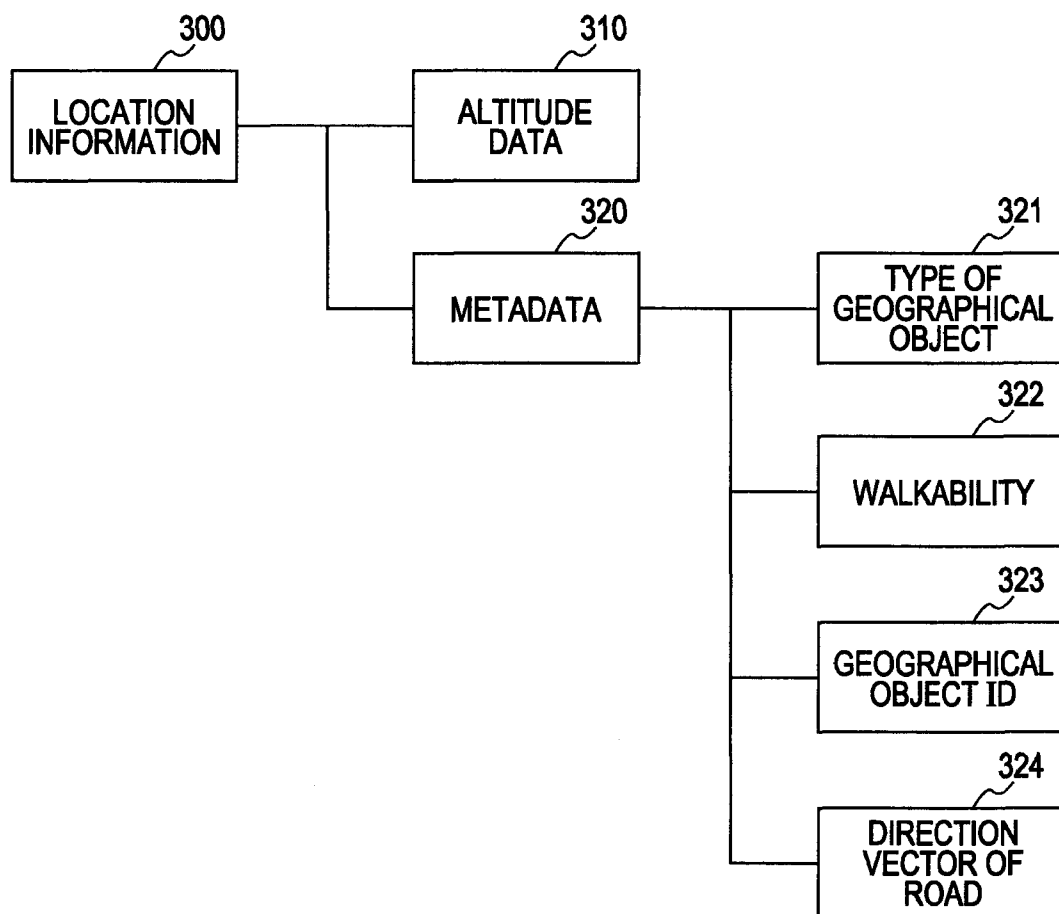 300
LOCATION
INFORMATION
310
ALTITUDE
DATA
320
METADATA
321
TYPE OF
GEOGRAPHICAL
OBJECT
322
WALKABILITY
323
GEOGRAPHICAL
OBJECT ID
324
DIRECTION
VECTOR OF
ROAD